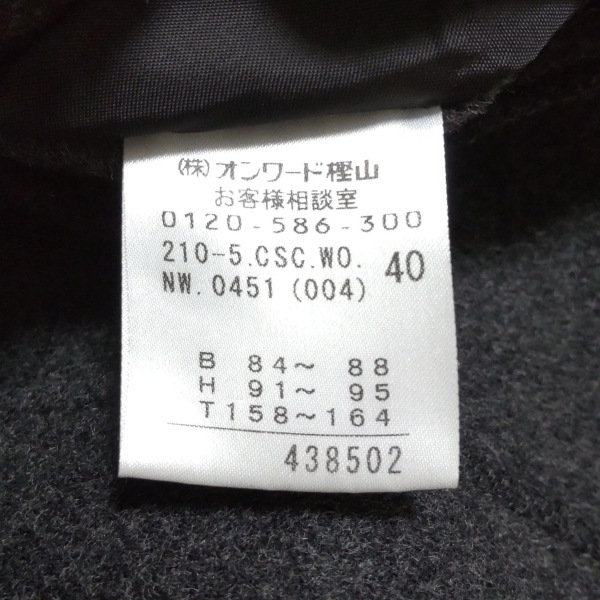 (株)オンワード樫山
お客様相談室
0120-586-300
210-5.CSC.WO. 40
NW.0451(004)
B 84~ 88
H 91~ 95
T158~164
438502